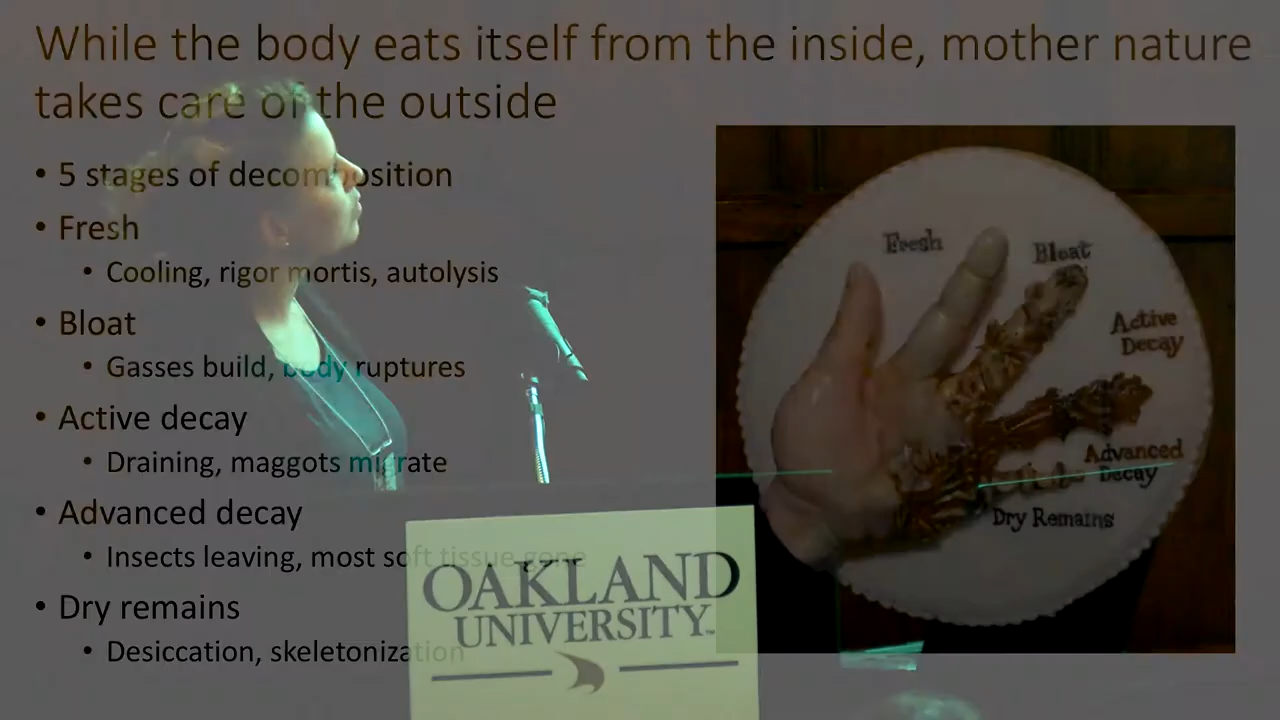 While the body eats itself from the inside, mother nature
takes care of the outside
• 5 stages of decomposition
• Fresh
• Cooling, rigor mortis, autolysis
• Bloat
• Gasses build, body ruptures
• Active decay
• Draining, maggots migrate
• Advanced decay
• Insects leaving, most soft tissue gone
• Dry remains
• Desiccation, skeletonization
Fresh
Bloat
Active
Decay
Advanced
Decay
Dry Remains
OAKLAND
UNIVERSITY™